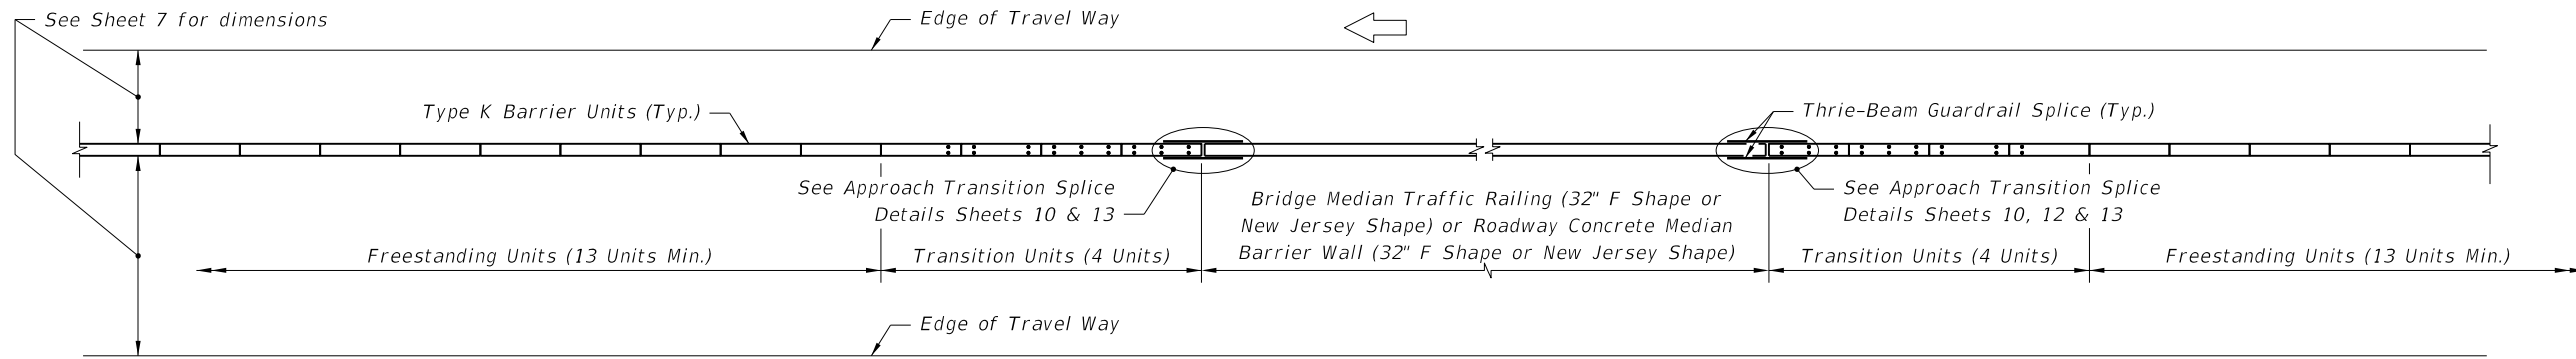 See Sheet 7 for dimensions
Edge of Travel Way
Type K Barrier Units (Typ.)
Thrie-Beam Guardrail Splice (Typ.)
See Approach Transition Splice
Details Sheets 10 & 13
Bridge Median Traffic Railing (32" F Shape or
New Jersey Shape) or Roadway Concrete Median
Barrier Wall (32" F Shape or New Jersey Shape)
See Approach Transition Splice
Details Sheets 10, 12 & 13
Freestanding Units (13 Units Min.)
Transition Units (4 Units)
Transition Units (4 Units)
Freestanding Units (13 Units Min.)
Edge of Travel Way